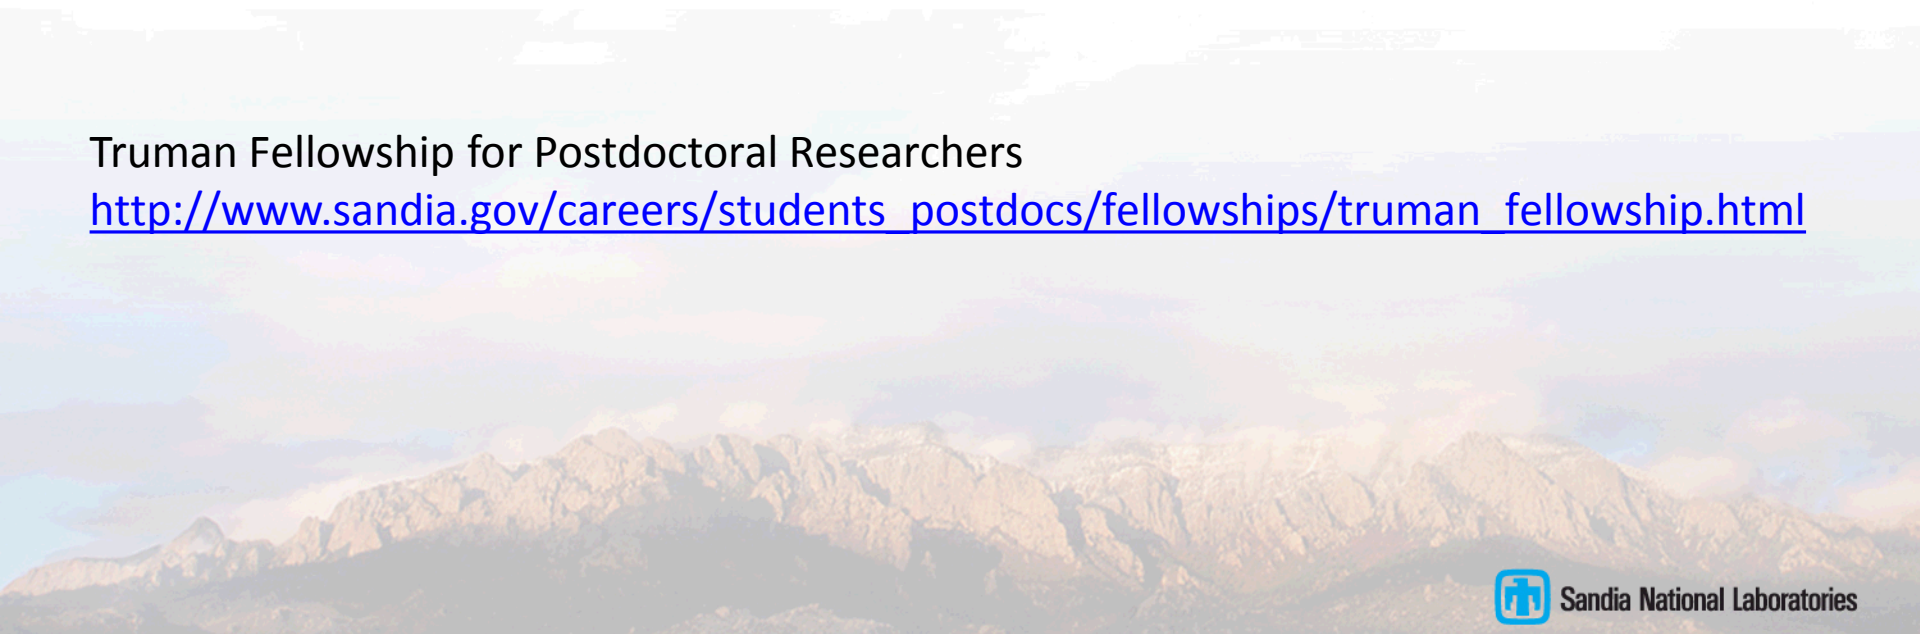 Truman Fellowship for Postdoctoral Researchers
http://www.sandia.gov/careers/students_postdocs/fellowships/truman_fellowship.html
Sandia National Laboratories